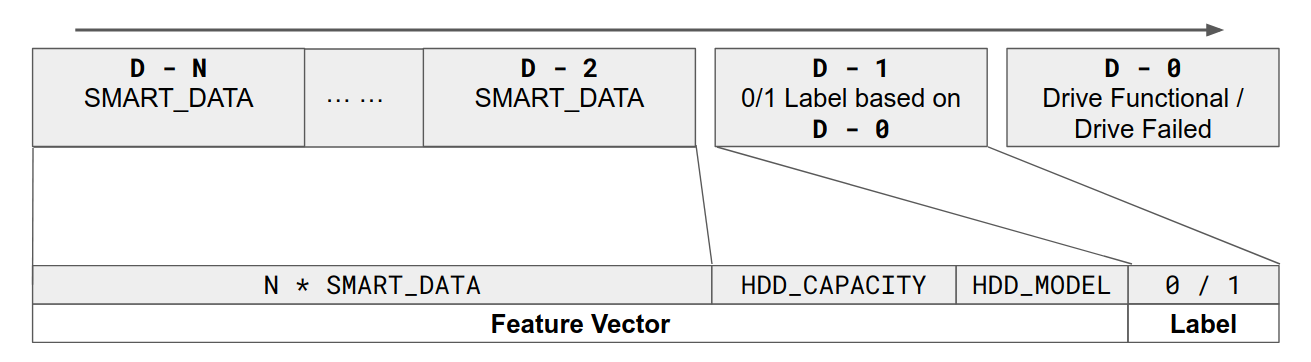 D - N
SMART_DATA
... ...
D - 2
SMART_DATA
D - 1
0/1 Label based on
D - 0
D - 0
Drive Functional /
Drive Failed
N * SMART_DATA
HDD_CAPACITY
HDD_MODEL
0 / 1
Feature Vector
Label